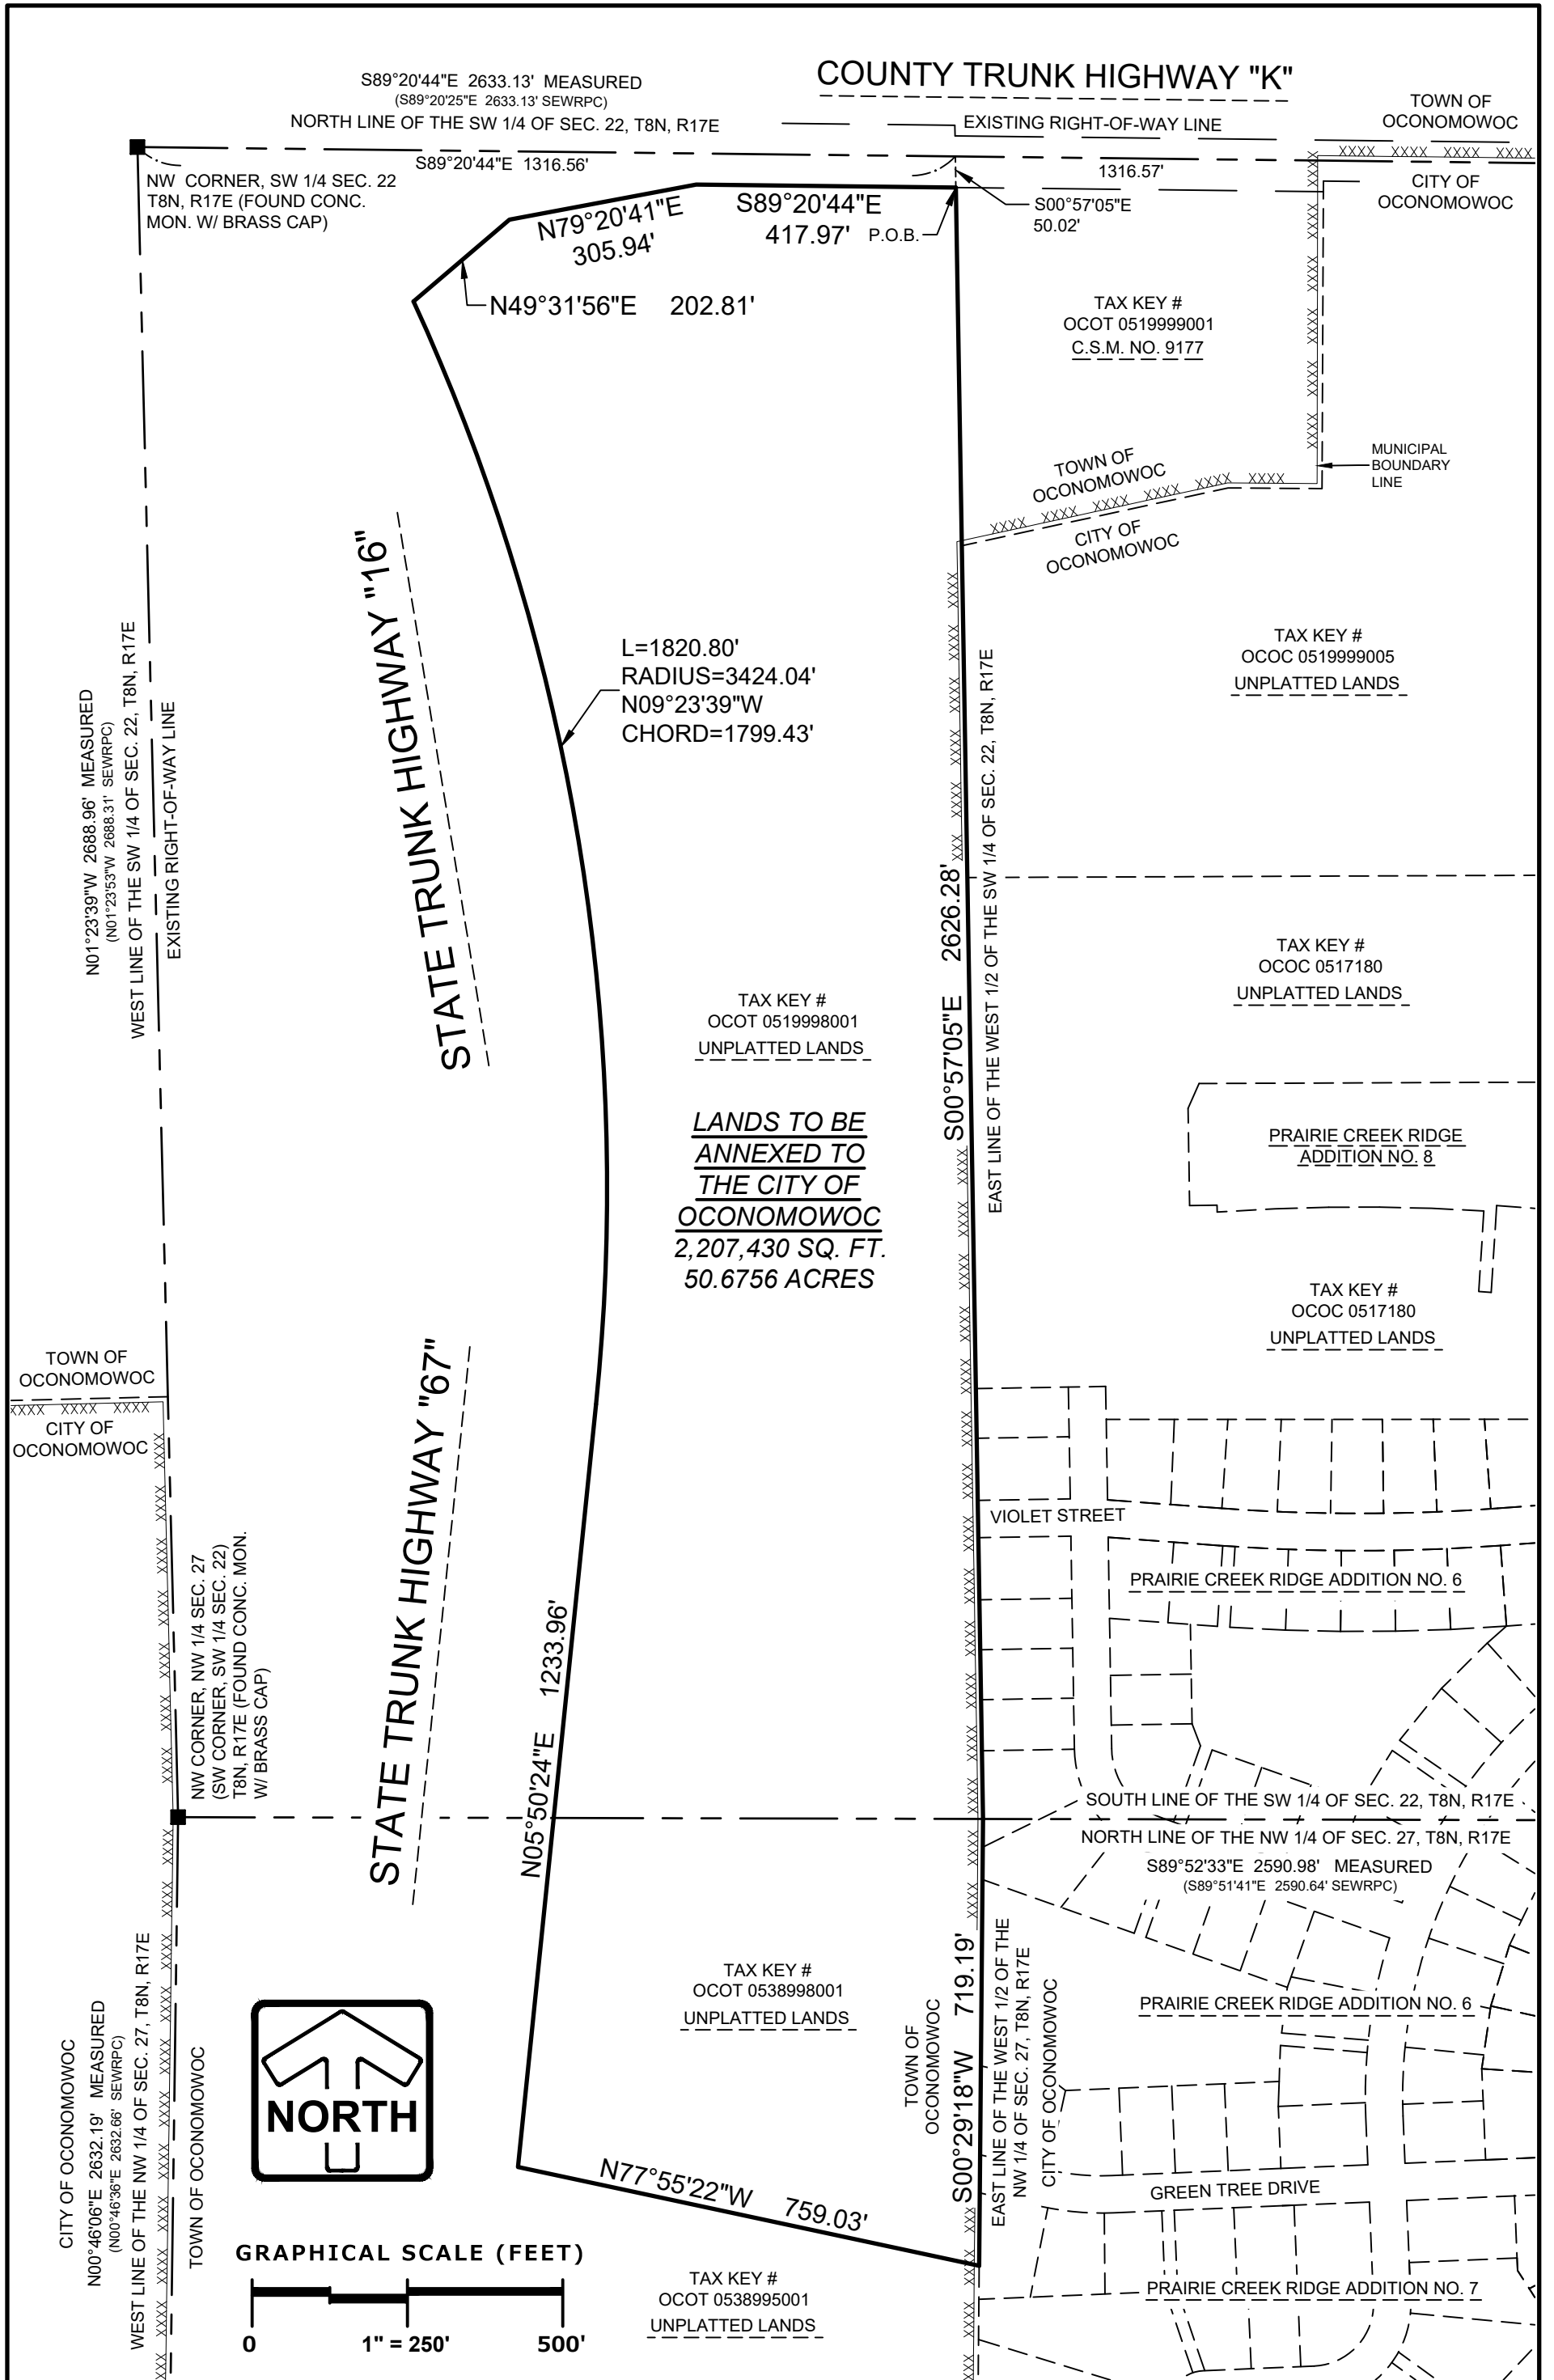 COUNTY TRUNK HIGHWAY "K"
S89°20'44"E 2633.13' MEASURED
(S89°20'25"E 2633.13' SEWRPC)
NORTH LINE OF THE SW 1/4 OF SEC. 22, T8N, R17E
EXISTING RIGHT-OF-WAY LINE
TOWN OF
OCONOMOWOC
XXXX XXXX XXXX XXXX
CITY OF
OCONOMOWOC
S89°20'44"E 1316.56'
1316.57'
NW CORNER, SW 1/4 SEC. 22
T8N, R17E (FOUND CONC.
MON. W/ BRASS CAP)
N79°20'41"E
305.94'
S89°20'44"E
417.97'
P.O.B.
S00°57'05"E
50.02'
N49°31'56"E 202.81'
TAX KEY #
OCOT 0519999001
C.S.M. NO. 9177
MUNICIPAL
BOUNDARY
LINE
TOWN OF
OCONOMOWOC
XXXX XXXX XXXX XXXX XXXX XXXX
CITY OF
OCONOMOWOC
STATE TRUNK HIGHWAY "16"
L=1820.80'
RADIUS=3424.04'
N09°23'39"W
CHORD=1799.43'
TAX KEY #
OCOC 0519999005
UNPLATTED LANDS
N01°23'39"W 2688.96' MEASURED
(N01°23'53"W 2688.31' SEWRPC)
WEST LINE OF THE SW 1/4 OF SEC. 22, T8N, R17E
EXISTING RIGHT-OF-WAY LINE
S00°57'05"E 2626.28'
EAST LINE OF THE WEST 1/2 OF THE SW 1/4 OF SEC. 22, T8N, R17E
TAX KEY #
OCOC 0517180
UNPLATTED LANDS
TAX KEY #
OCOT 0519998001
UNPLATTED LANDS
LANDS TO BE
ANNEXED TO
THE CITY OF
OCONOMOWOC
2,207,430 SQ. FT.
50.6756 ACRES
PRAIRIE CREEK RIDGE
ADDITION NO. 8
TAX KEY #
OCOC 0517180
UNPLATTED LANDS
TOWN OF
OCONOMOWOC
XXXX XXXX XXXX
CITY OF
OCONOMOWOC
STATE TRUNK HIGHWAY "67"
VIOLET STREET
PRAIRIE CREEK RIDGE ADDITION NO. 6
NW CORNER, NW 1/4 SEC. 27
(SW CORNER, SW 1/4 SEC. 22)
T8N, R17E (FOUND CONC. MON.
W/ BRASS CAP)
N05°50'24"E 1233.96'
SOUTH LINE OF THE SW 1/4 OF SEC. 22, T8N, R17E
NORTH LINE OF THE NW 1/4 OF SEC. 27, T8N, R17E
S89°52'33"E 2590.98' MEASURED
(S89°51'41"E 2590.64' SEWRPC)
TAX KEY #
OCOT 0538998001
UNPLATTED LANDS
TOWN OF
OCONOMOWOC
S00°29'18"W 719.19'
EAST LINE OF THE WEST 1/2 OF THE
NW 1/4 OF SEC. 27, T8N, R17E
CITY OF OCONOMOWOC
PRAIRIE CREEK RIDGE ADDITION NO. 6
CITY OF OCONOMOWOC
N00°46'06"E 2632.19' MEASURED
(N00°46'36"E 2632.66' SEWRPC)
WEST LINE OF THE NW 1/4 OF SEC. 27, T8N, R17E
TOWN OF OCONOMOWOC
NORTH
N77°55'22"W 759.03'
GREEN TREE DRIVE
GRAPHICAL SCALE (FEET)
0 1" = 250' 500'
TAX KEY #
OCOT 0538995001
UNPLATTED LANDS
PRAIRIE CREEK RIDGE ADDITION NO. 7